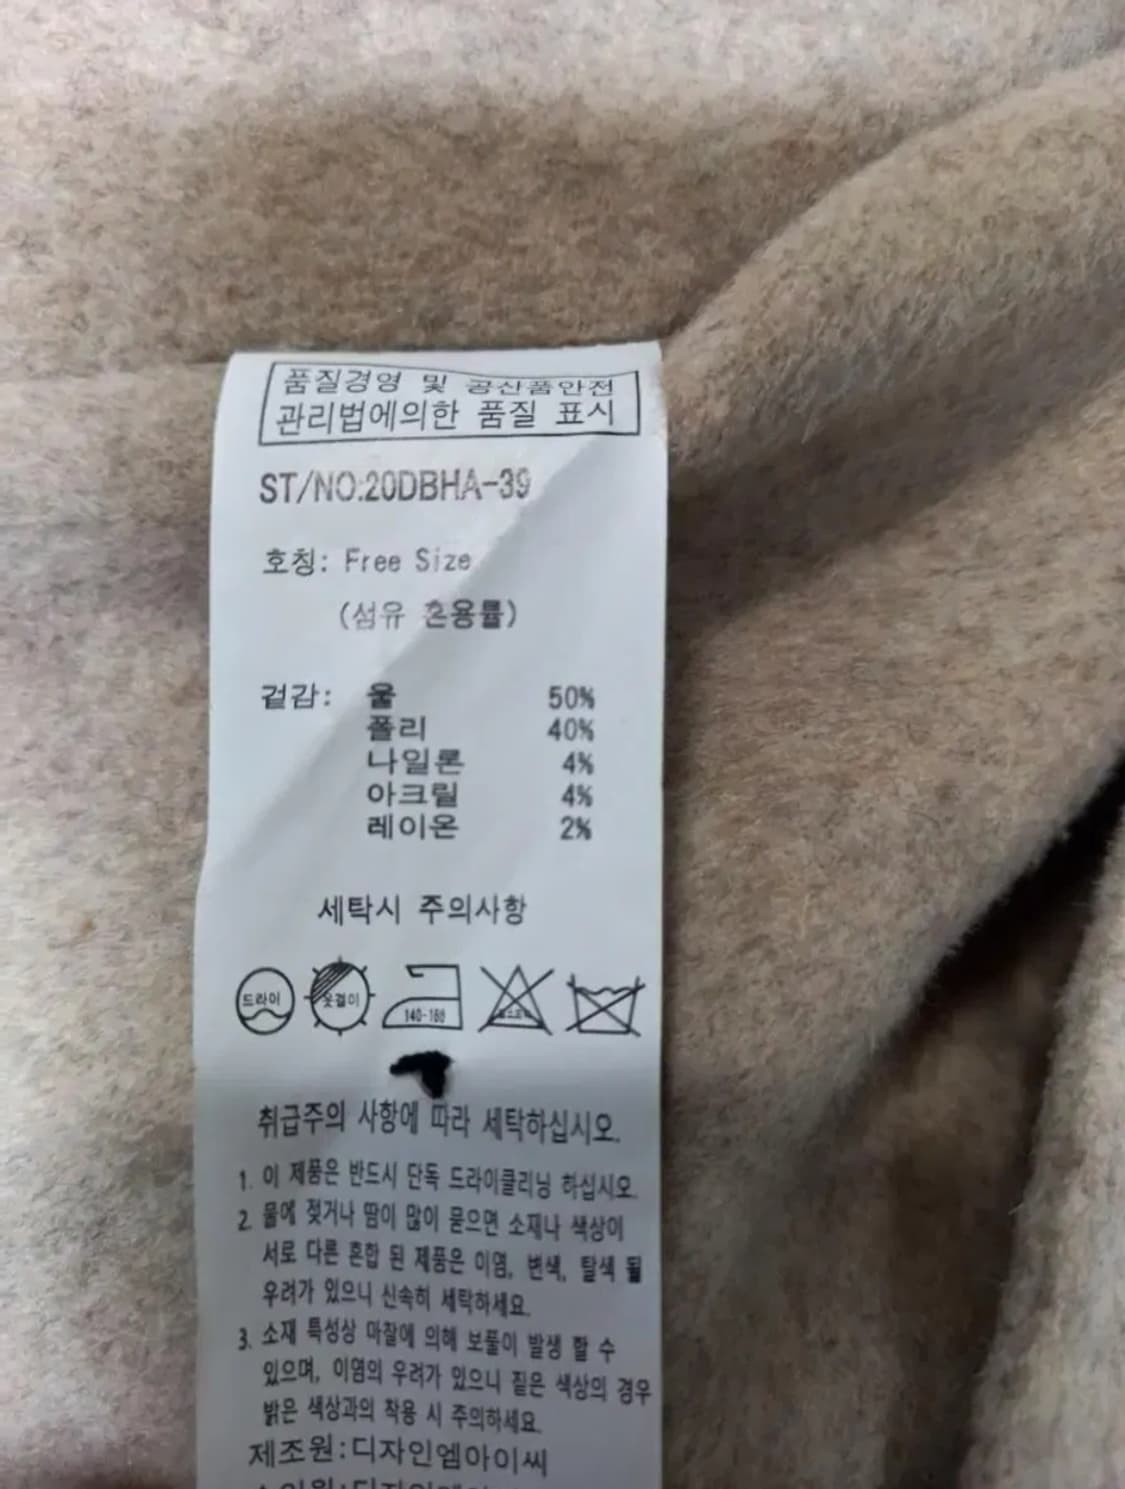 품질경영 및 공산품안전
관리법에의한 품질 표시
ST/NO:20DBHA-39
호칭: Free Size
(섬유 혼용률)
겉감: 울 50%
폴리 40%
나일론 4%
아크릴 4%
레이온 2%
세탁시 주의사항
드라이 옷걸이 140-160
취급주의 사항에 따라 세탁하십시오.
1. 이 제품은 반드시 단독 드라이클리닝 하십시오.
2. 물에 젖거나 땀이 많이 묻으면 소재나 색상이
서로 다른 혼합 된 제품은 이염, 변색, 탈색 될
우려가 있으니 신속히 세탁하세요.
3. 소재 특성상 마찰에 의해 보풀이 발생 할 수
있으며, 이염의 우려가 있으니 짙은 색상의 경우
밝은 색상과의 착용 시 주의하세요.
제조원:디자인엠아이씨